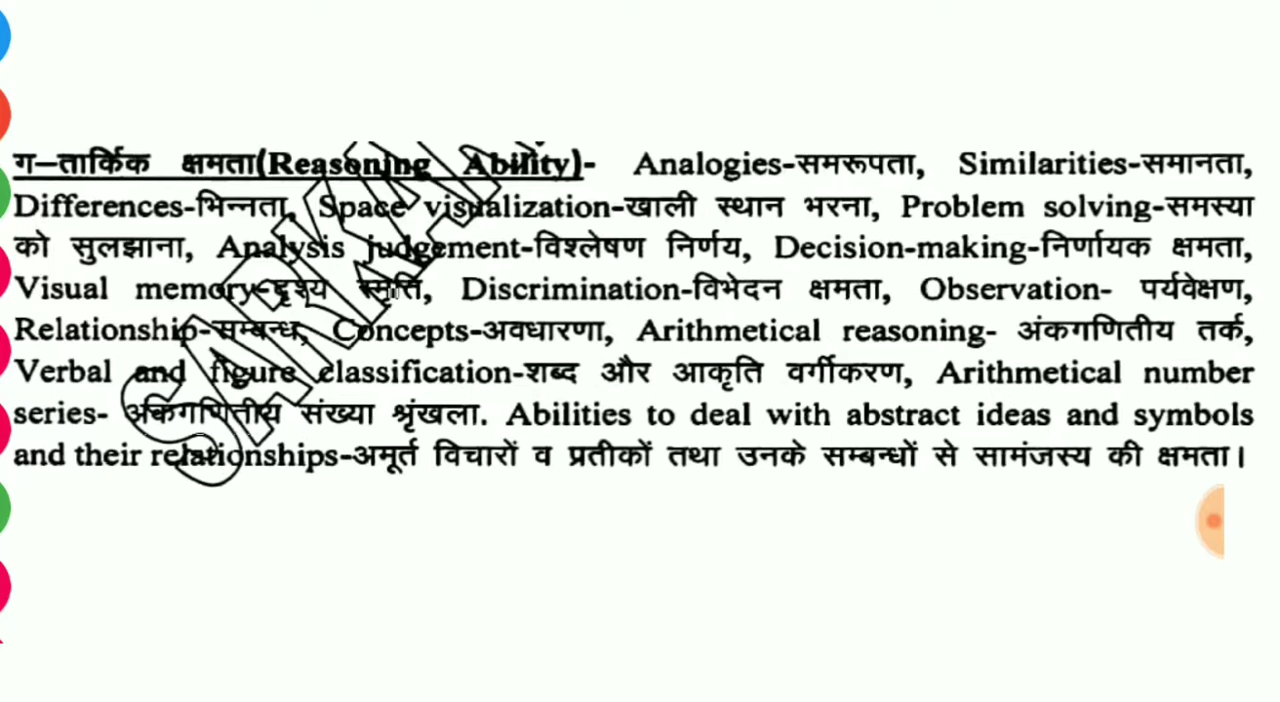 ग–तार्किक क्षमता(Reasoning Ability)- Analogies-समरूपता, Similarities-समानता,
Differences-भिन्नता, Space visualization-खाली स्थान भरना, Problem solving-समस्या
को सुलझाना, Analysis judgement-विश्लेषण निर्णय, Decision-making-निर्णायक क्षमता,
Visual memory-दृश्य स्मृति, Discrimination-विभेदन क्षमता, Observation- पर्यवेक्षण,
Relationship-सम्बन्ध, Concepts-अवधारणा, Arithmetical reasoning- अंकगणितीय तर्क,
Verbal and figure classification-शब्द और आकृति वर्गीकरण, Arithmetical number
series- अंकगणितीय संख्या श्रृंखला. Abilities to deal with abstract ideas and symbols
and their relationships-अमूर्त विचारों व प्रतीकों तथा उनके सम्बन्धों से सामंजस्य की क्षमता।